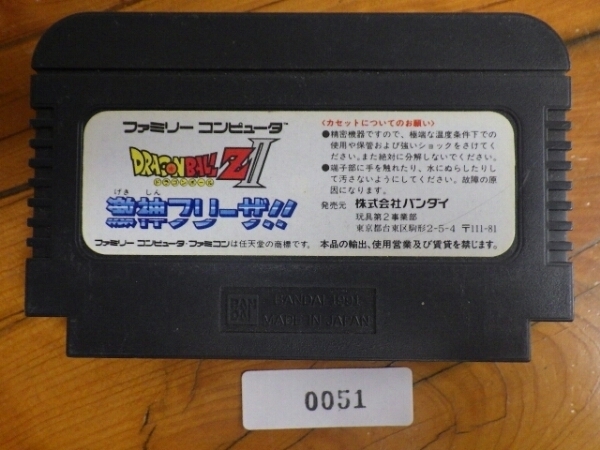 ファミリー コンピュータ™
DRAGON BALL Z II
ドラゴンボール
げき しん
激神フリーザ!!
ファミリー コンピュータ・ファミコンは任天堂の商標です。
〈カセットについてのお願い〉
●精密機器ですので、極端な温度条件下での
使用や保管および強いショックをさけてく
ださい。また絶対に分解しないでください。
●端子部に手を触れたり、水にぬらしたりし
て汚さないようにしてください。故障の原
因になります。
発売元 株式会社バンダイ
玩具第2事業部
東京都台東区駒形2-5-4 〒111-81
本品の輸出、使用営業及び賃貸を禁じます。
BAN
DAI
BANDAI 1991
MADE IN JAPAN
0051